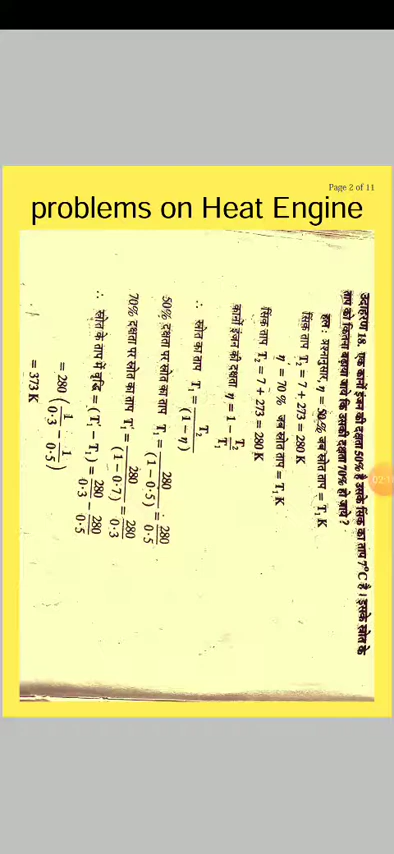 Page 2 of 11
problems on Heat Engine
उदाहरण 18. एक कार्नो इंजन की दक्षता 50% है उसके सिंक का ताप 7°C है। इसके स्रोत के
ताप को कितना बढ़ाया जाये कि उसकी दक्षता 70% हो जाये ?
हल : प्रश्नानुसार, η = 50% जब स्रोत ताप = T₁ K
सिंक ताप T₂ = 7 + 273 = 280 K
η′ = 70 % जब स्रोत ताप = T₁′ K
सिंक ताप T₂ = 7 + 273 = 280 K
कार्नो इंजन की दक्षता η = 1 − T₂/T₁
∴ स्रोत का ताप T₁ = T₂/(1 − η)
50% दक्षता पर स्रोत का ताप T₁ = 280/(1 − 0·5) = 280/0·5
70% दक्षता पर स्रोत का ताप T₁′ = 280/(1 − 0·7) = 280/0·3
∴ स्रोत के ताप में वृद्धि = (T₁′ − T₁) = 280/0·3 − 280/0·5
= 280 (1/0·3 − 1/0·5)
= 373 K